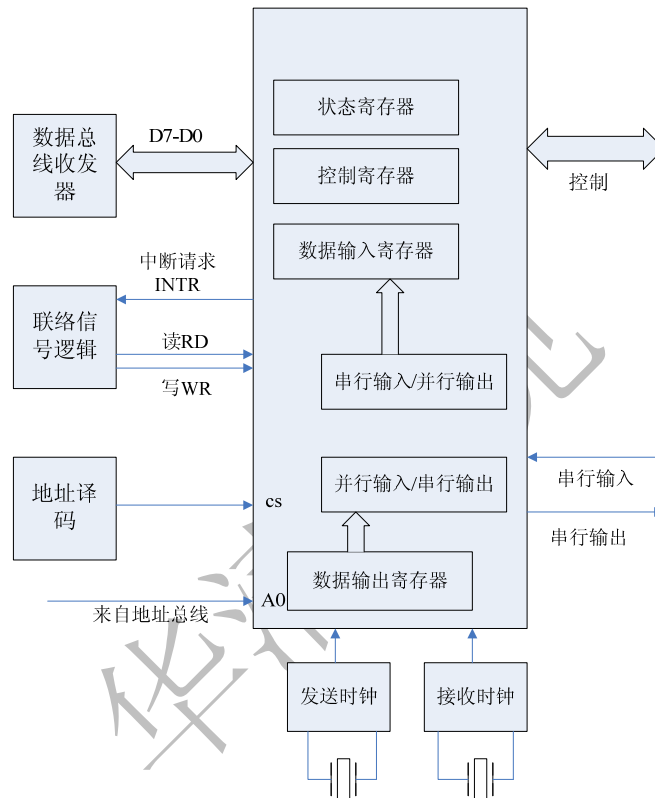 状态寄存器
数据总
线收发
器
D7-D0
控制寄存器
控制
数据输入寄存器
中断请求
INTR
联络信
号逻辑
读RD
写WR
串行输入/并行输出
地址译
码
cs
并行输入/串行输出
串行输入
串行输出
数据输出寄存器
A0
来自地址总线
发送时钟
接收时钟